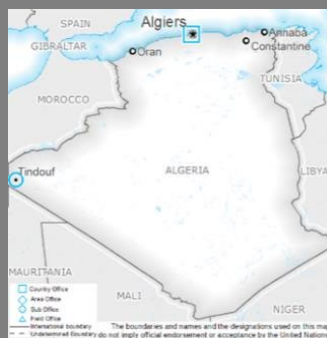 SPAIN
Algiers
Annaba
GIBRALTAR
Oran
Constantine
TUNISIA
MOROCCO
ALGERIA
Tindouf
LIBYA
MAURITANIA
MALI
NIGER
Country Office
Area Office
Sub Office
Field Office
International boundary
Undetermined Boundary
The boundaries and names and the designations used on this ma
do not imply official endorsement or acceptance by the United Nations